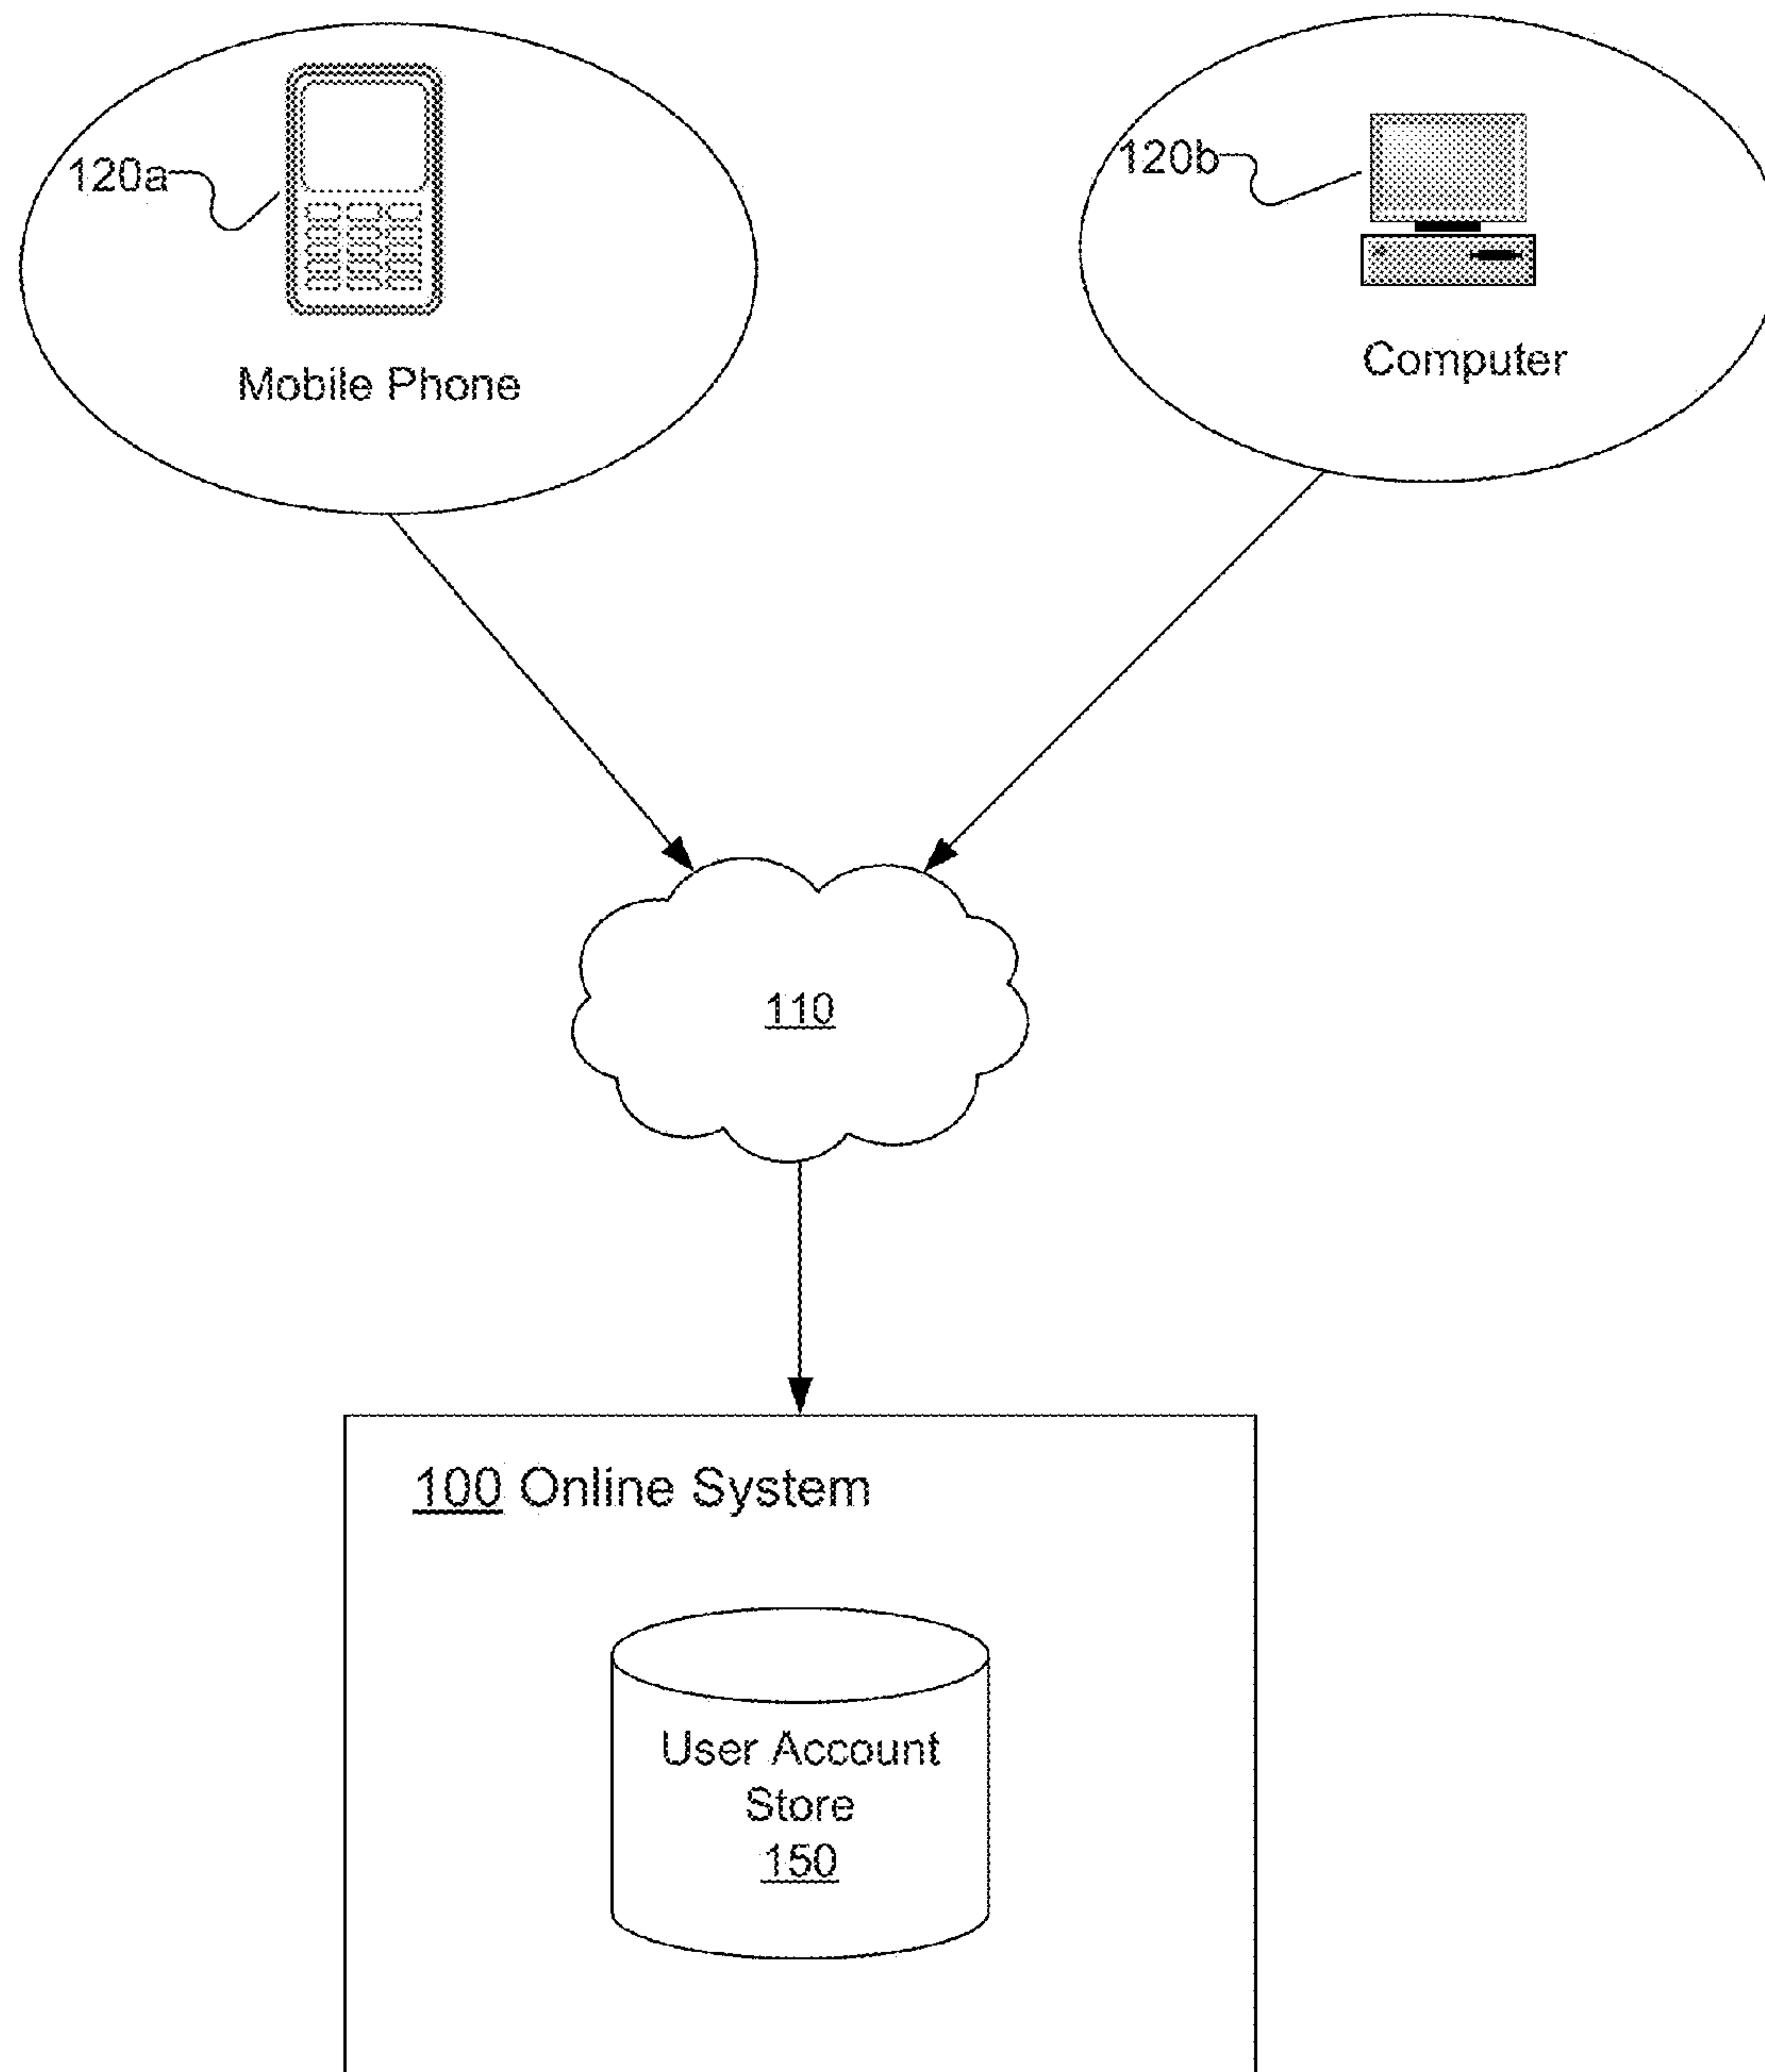 120a
120b
Mobile Phone
Computer
110
100 Online System
User Account
Store
150